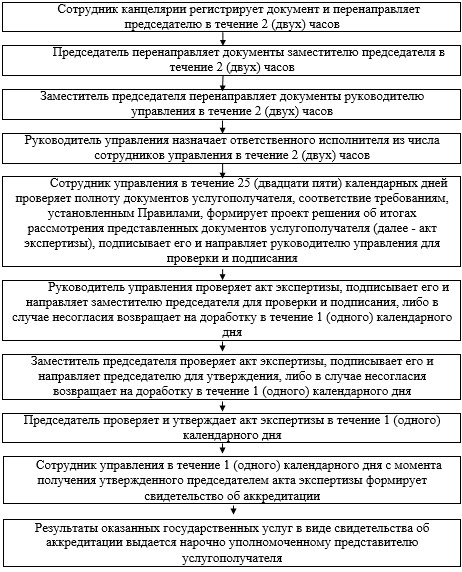 Сотрудник канцелярии регистрирует документ и перенаправляет
председателю в течение 2 (двух) часов
Председатель перенаправляет документы заместителю председателя в
течение 2 (двух) часов
Заместитель председателя перенаправляет документы руководителю
управления в течение 2 (двух) часов
Руководитель управления назначает ответственного исполнителя из числа
сотрудников управления в течение 2 (двух) часов
Сотрудник управления в течение 25 (двадцати пяти) календарных дней
проверяет полноту документов услугополучателя, соответствие требованиям,
установленным Правилами, формирует проект решения об итогах
рассмотрения представленных документов услугополучателя (далее - акт
экспертизы), подписывает его и направляет руководителю управления для
проверки и подписания
Руководитель управления проверяет акт экспертизы, подписывает его и
направляет заместителю председателя для проверки и подписания, либо в
случае несогласия возвращает на доработку в течение 1 (одного) календарного
дня
Заместитель председателя проверяет акт экспертизы, подписывает его и
направляет председателю для утверждения, либо в случае несогласия
возвращает на доработку в течение 1 (одного) календарного дня
Председатель проверяет и утверждает акт экспертизы в течение 1 (одного)
календарного дня
Сотрудник управления в течение 1 (одного) календарного дня с момента
получения утвержденного председателем акта экспертизы формирует
свидетельство об аккредитации
Результаты оказанных государственных услуг в виде свидетельства об
аккредитации выдается нарочно уполномоченному представителю
услугополучателя